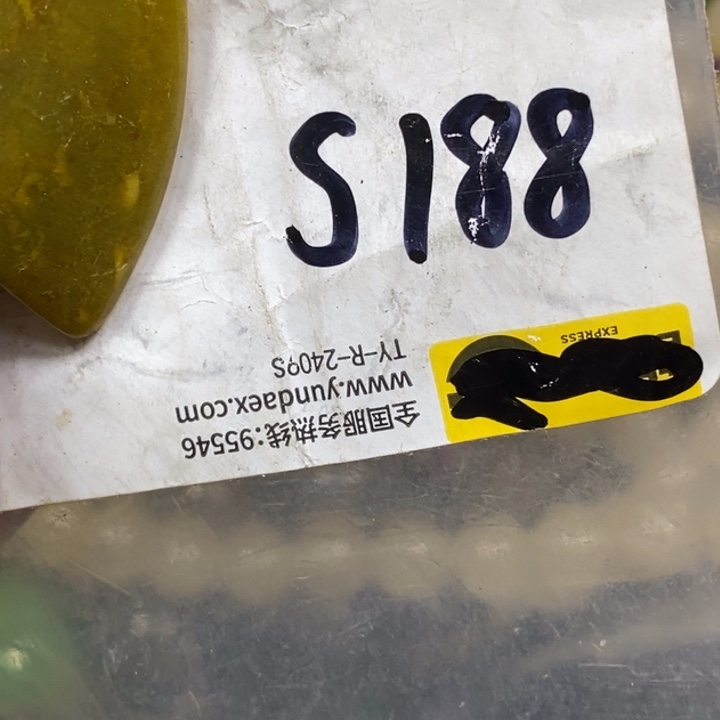 S188
EXPRESS
全国服务热线:95546
www.yundaex.com
TY-R-2409S